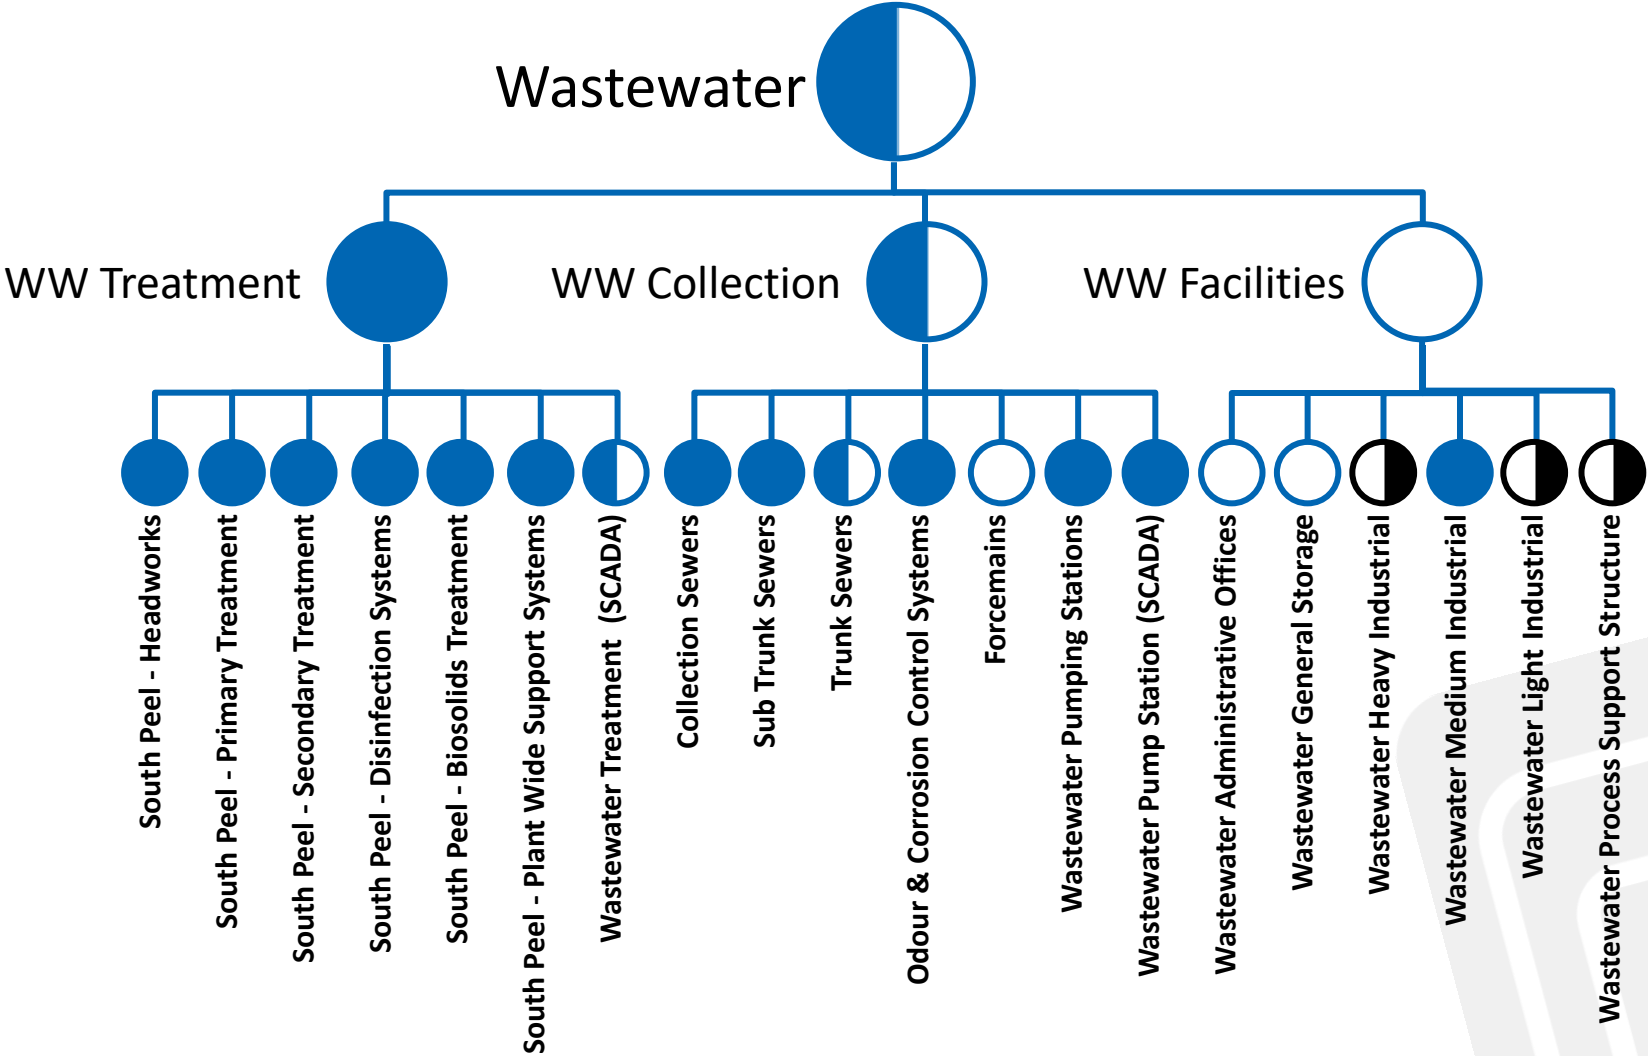 Wastewater
WW Treatment
WW Collection
WW Facilities
South Peel - Headworks
South Peel - Primary Treatment
South Peel - Secondary Treatment
South Peel - Disinfection Systems
South Peel - Biosolids Treatment
South Peel - Plant Wide Support Systems
Wastewater Treatment (SCADA)
Collection Sewers
Sub Trunk Sewers
Trunk Sewers
Odour & Corrosion Control Systems
Forcemains
Wastewater Pumping Stations
Wastewater Pump Station (SCADA)
Wastewater Administrative Offices
Wastewater General Storage
Wastewater Heavy Industrial
Wastewater Medium Industrial
Wastewater Light Industrial
Wastewater Process Support Structure